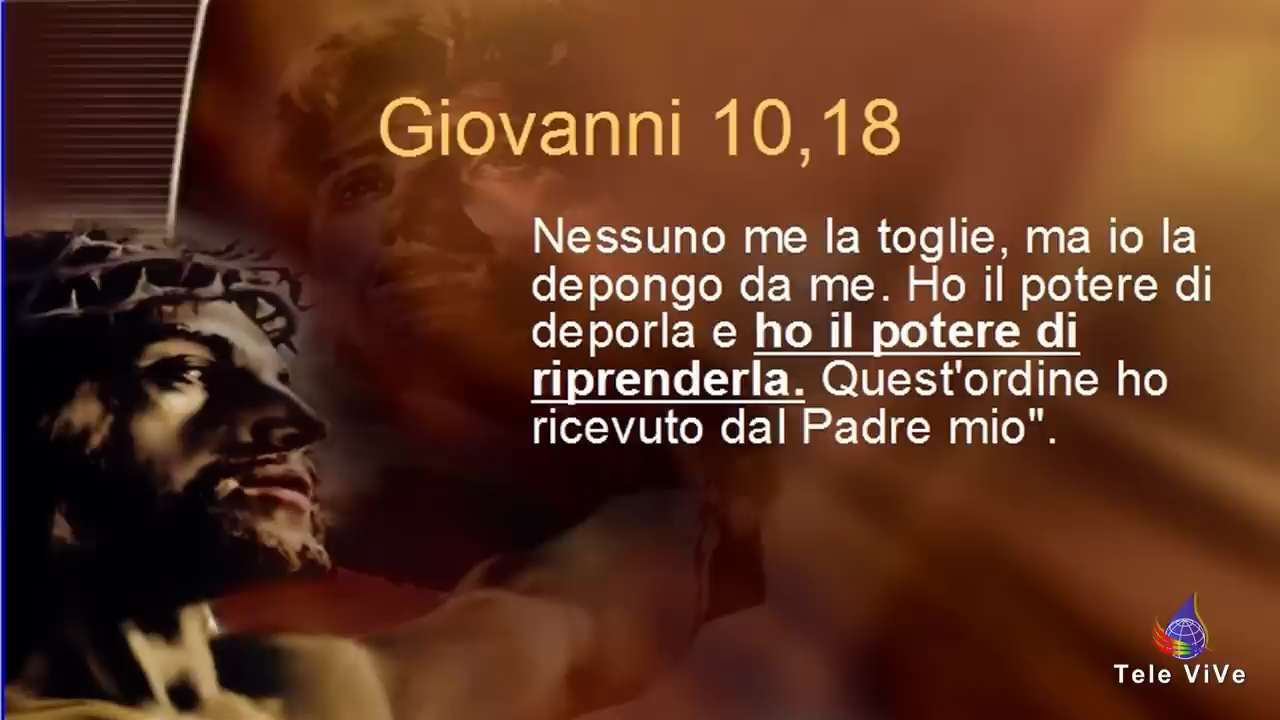 Giovanni 10,18
Nessuno me la toglie, ma io la
depongo da me. Ho il potere di
deporla e ho il potere di
riprenderla. Quest'ordine ho
ricevuto dal Padre mio".
Tele ViVe